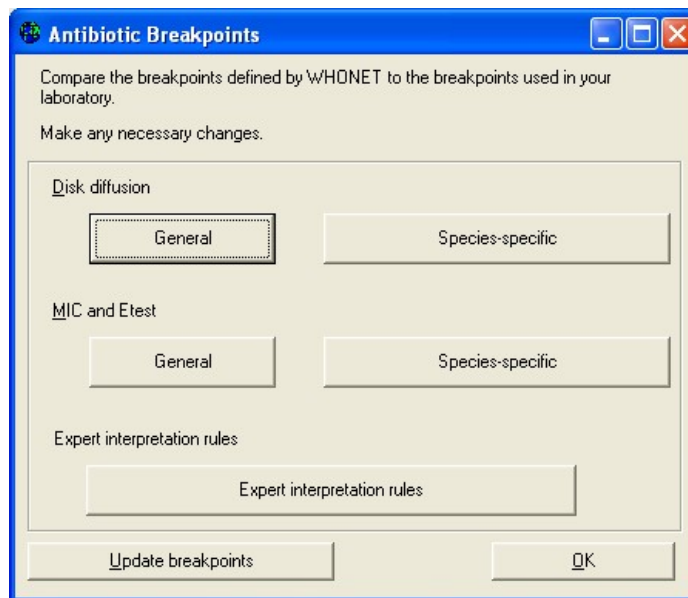 Antibiotic Breakpoints
Compare the breakpoints defined by WHONET to the breakpoints used in your
laboratory.
Make any necessary changes.
Disk diffusion
General Species-specific
MIC and Etest
General Species-specific
Expert interpretation rules
Expert interpretation rules
Update breakpoints OK